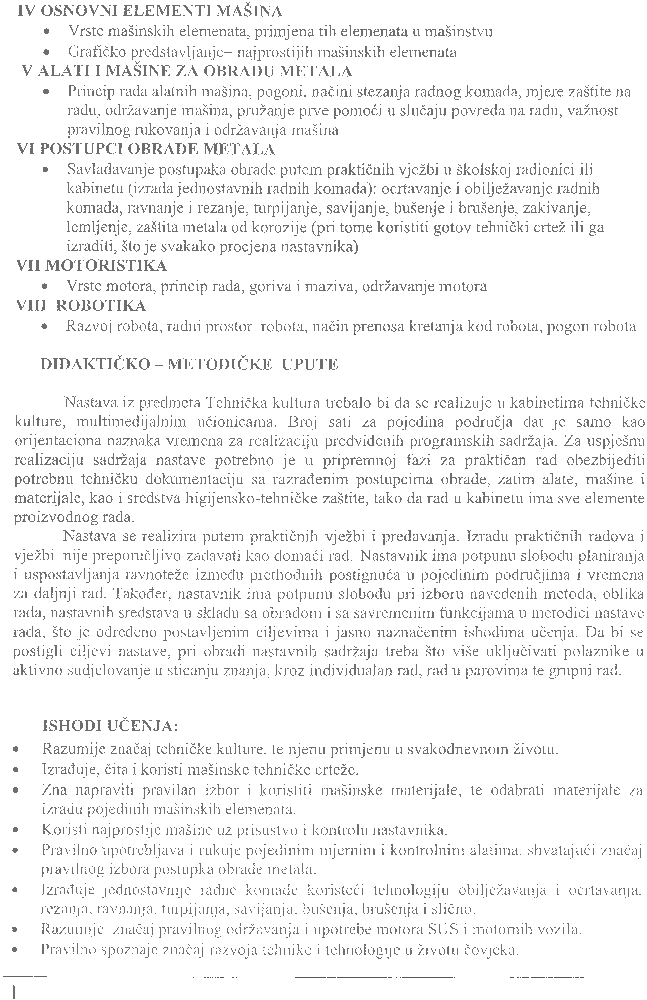 IV OSNOVNI ELEMENTI MAŠINA
• Vrste mašinskih elemenata, primjena tih elemenata u mašinstvu
• Grafičko predstavljanje– najprostijih mašinskih elemenata
V ALATI I MAŠINE ZA OBRADU METALA
• Princip rada alatnih mašina, pogoni, načini stezanja radnog komada, mjere zaštite na
radu, održavanje mašina, pružanje prve pomoći u slučaju povreda na radu, važnost
pravilnog rukovanja i održavanja mašina
VI POSTUPCI OBRADE METALA
• Savladavanje postupaka obrade putem praktičnih vježbi u školskoj radionici ili
kabinetu (izrada jednostavnih radnih komada): ocrtavanje i obilježavanje radnih
komada, ravnanje i rezanje, turpijanje, savijanje, bušenje i brušenje, zakivanje,
lemljenje, zaštita metala od korozije (pri tome koristiti gotov tehnički crtež ili ga
izraditi, što je svakako procjena nastavnika)
VII MOTORISTIKA
• Vrste motora, princip rada, goriva i maziva, održavanje motora
VIII ROBOTIKA
• Razvoj robota, radni prostor robota, način prenosa kretanja kod robota, pogon robota
DIDAKTIČKO – METODIČKE UPUTE
Nastava iz predmeta Tehnička kultura trebalo bi da se realizuje u kabinetima tehničke
kulture, multimedijalnim učionicama. Broj sati za pojedina područja dat je samo kao
orijentaciona naznaka vremena za realizaciju predviđenih programskih sadržaja. Za uspješnu
realizaciju sadržaja nastave potrebno je u pripremnoj fazi za praktičan rad obezbijediti
potrebnu tehničku dokumentaciju sa razrađenim postupcima obrade, zatim alate, mašine i
materijale, kao i sredstva higijensko-tehničke zaštite, tako da rad u kabinetu ima sve elemente
proizvodnog rada.
Nastava se realizira putem praktičnih vježbi i predavanja. Izradu praktičnih radova i
vježbi nije preporučljivo zadavati kao domaći rad. Nastavnik ima potpunu slobodu planiranja
i uspostavljanja ravnoteže između prethodnih postignuća u pojedinim područjima i vremena
za daljnji rad. Također, nastavnik ima potpunu slobodu pri izboru navedenih metoda, oblika
rada, nastavnih sredstava u skladu sa obradom i sa savremenim funkcijama u metodici nastave
rada, što je određeno postavljenim ciljevima i jasno naznačenim ishodima učenja. Da bi se
postigli ciljevi nastave, pri obradi nastavnih sadržaja treba što više uključivati polaznike u
aktivno sudjelovanje u sticanju znanja, kroz individualan rad, rad u parovima te grupni rad.
ISHODI UČENJA:
• Razumije značaj tehničke kulture, te njenu primjenu u svakodnevnom životu.
• Izrađuje, čita i koristi mašinske tehničke crteže.
• Zna napraviti pravilan izbor i koristiti mašinske materijale, te odabrati materijale za
izradu pojedinih mašinskih elemenata.
• Koristi najprostije mašine uz prisustvo i kontrolu nastavnika.
• Pravilno upotrebljava i rukuje pojedinim mjernim i kontrolnim alatima. shvatajući značaj
pravilnog izbora postupka obrade metala.
• Izrađuje jednostavnije radne komade koristeći tehnologiju obilježavanja i ocrtavanja,
rezanja, ravnanja, turpijanja, savijanja, bušenja, brušenja i slično.
• Razumije značaj pravilnog održavanja i upotrebe motora SUS i motornih vozila.
• Pravilno spoznaje značaj razvoja tehnike i tehnologije u životu čovjeka.